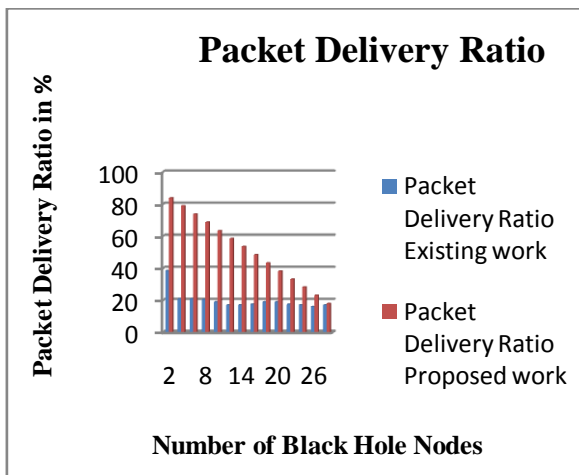 Packet Delivery Ratio
Packet Delivery Ratio in %
100
80
60
40
20
0
2 8 14 20 26
Number of Black Hole Nodes
Packet
Delivery Ratio
Existing work
Packet
Delivery Ratio
Proposed work